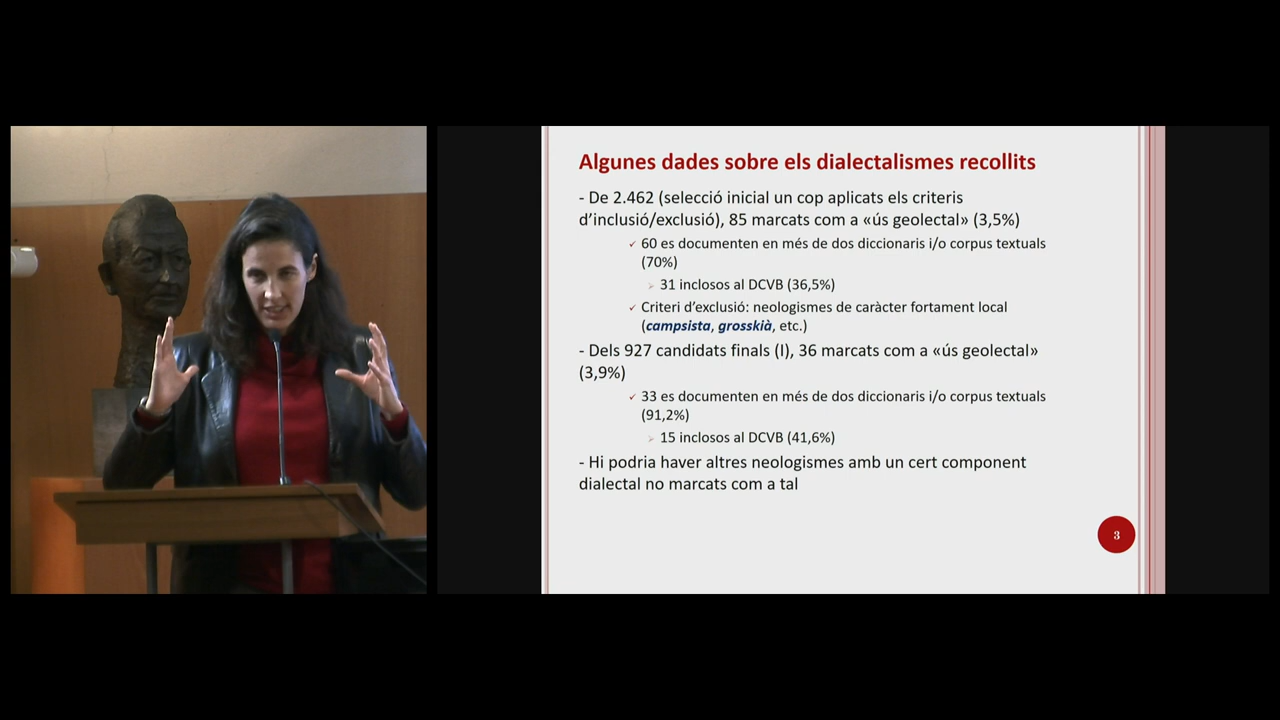 Algunes dades sobre els dialectalismes recollits
- De 2.462 (selecció inicial un cop aplicats els criteris
d'inclusió/exclusió), 85 marcats com a «ús geolectal» (3,5%)
60 es documenten en més de dos diccionaris i/o corpus textuals
(70%)
31 inclosos al DCVB (36,5%)
Criteri d'exclusió: neologismes de caràcter fortament local
(campsista, grosskià, etc.)
- Dels 927 candidats finals (I), 36 marcats com a «ús geolectal»
(3,9%)
33 es documenten en més de dos diccionaris i/o corpus textuals
(91,2%)
15 inclosos al DCVB (41,6%)
- Hi podria haver altres neologismes amb un cert component
dialectal no marcats com a tal
3